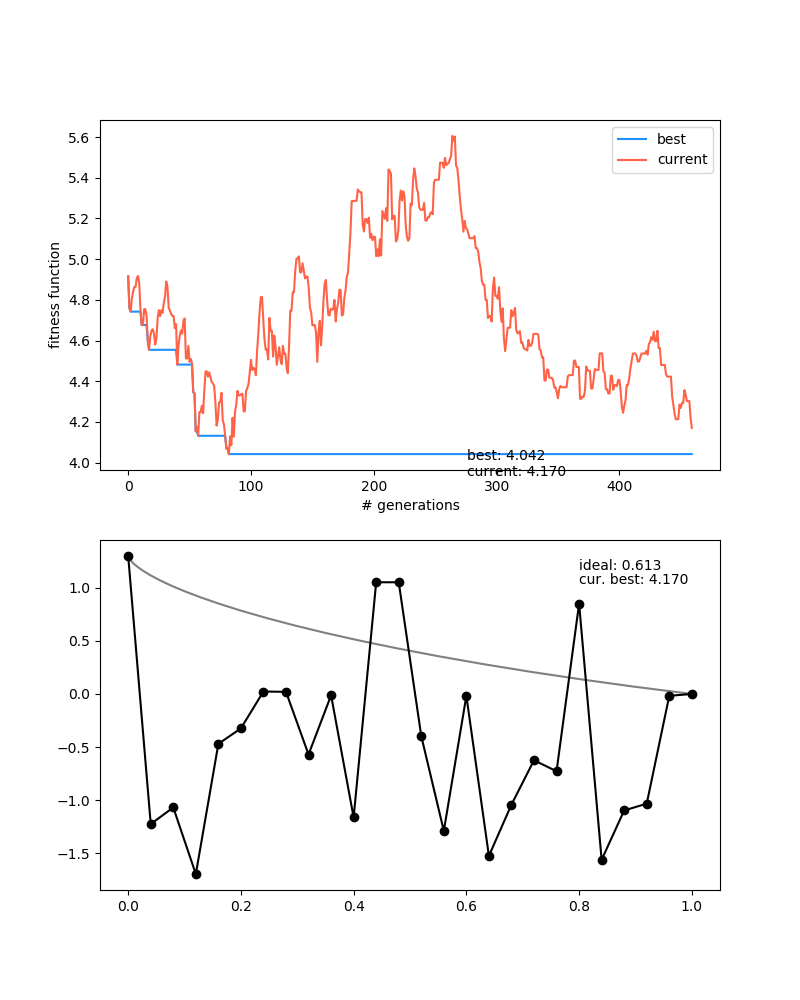 5.6
5.4
5.2
5.0
4.8
4.6
4.4
4.2
4.0
fitness function
best
current
best: 4.042
current: 4.170
0 100 200 300 400
# generations
ideal: 0.613
cur. best: 4.170
1.0
0.5
0.0
−0.5
−1.0
−1.5
0.0 0.2 0.4 0.6 0.8 1.0